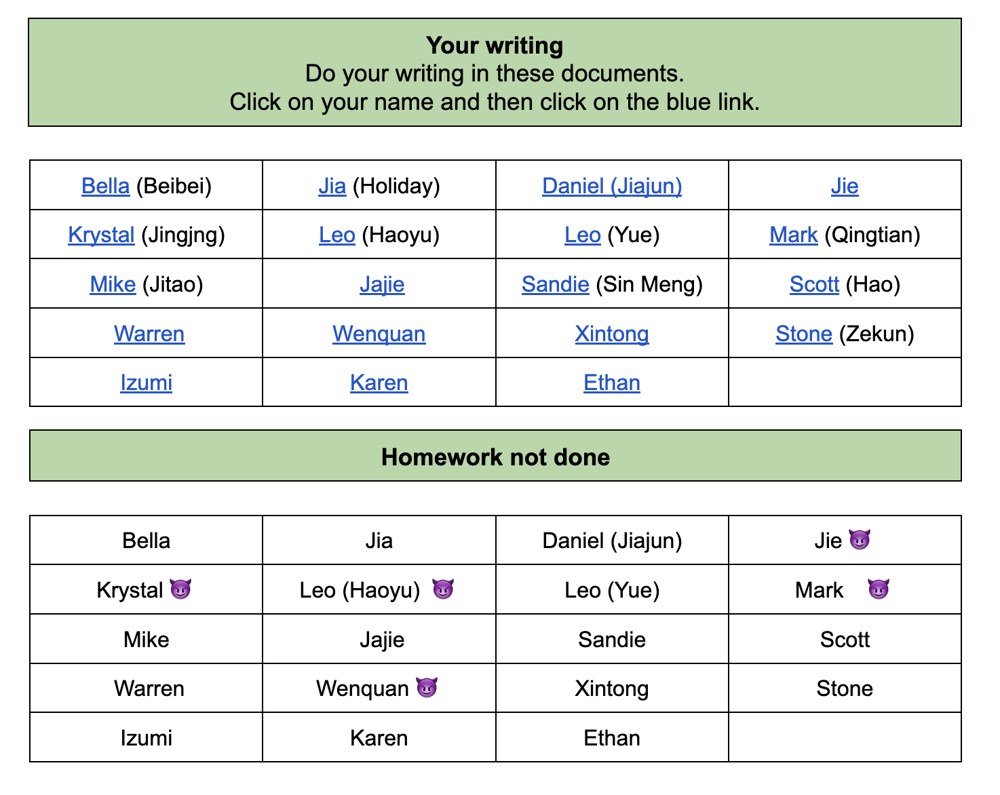 Your writing
Do your writing in these documents.
Click on your name and then click on the blue link.
Bella (Beibei) Jia (Holiday) Daniel (Jiajun) Jie
Krystal (Jingjng) Leo (Haoyu) Leo (Yue) Mark (Qingtian)
Mike (Jitao) Jajie Sandie (Sin Meng) Scott (Hao)
Warren Wenquan Xintong Stone (Zekun)
Izumi Karen Ethan
Homework not done
Bella Jia Daniel (Jiajun) Jie 😈
Krystal 😈 Leo (Haoyu) 😈 Leo (Yue) Mark 😈
Mike Jajie Sandie Scott
Warren Wenquan 😈 Xintong Stone
Izumi Karen Ethan